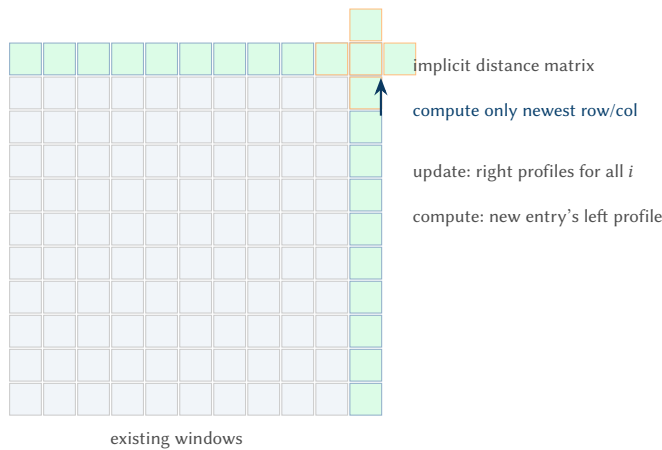 implicit distance matrix
compute only newest row/col
update: right profiles for all i
compute: new entry’s left profile
existing windows